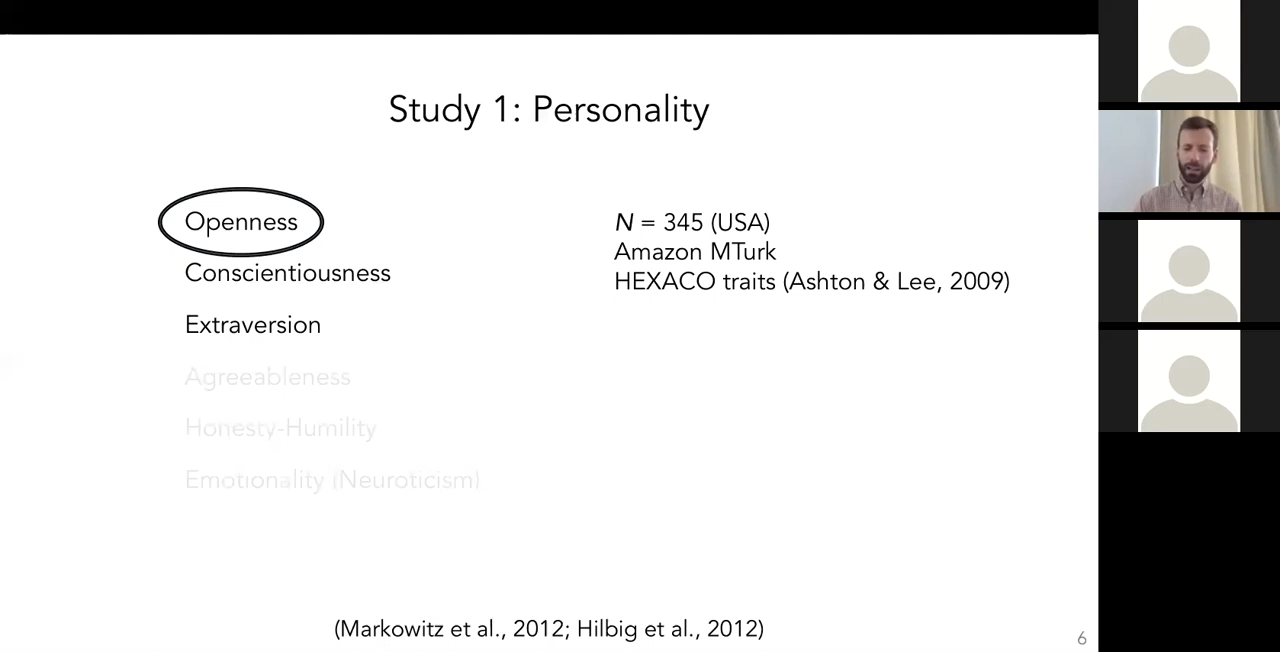 Study 1: Personality
Openness
Conscientiousness
Extraversion
Agreeableness
Honesty-Humility
Emotionality (Neuroticism)
N = 345 (USA)
Amazon MTurk
HEXACO traits (Ashton & Lee, 2009)
(Markowitz et al., 2012; Hilbig et al., 2012)
6